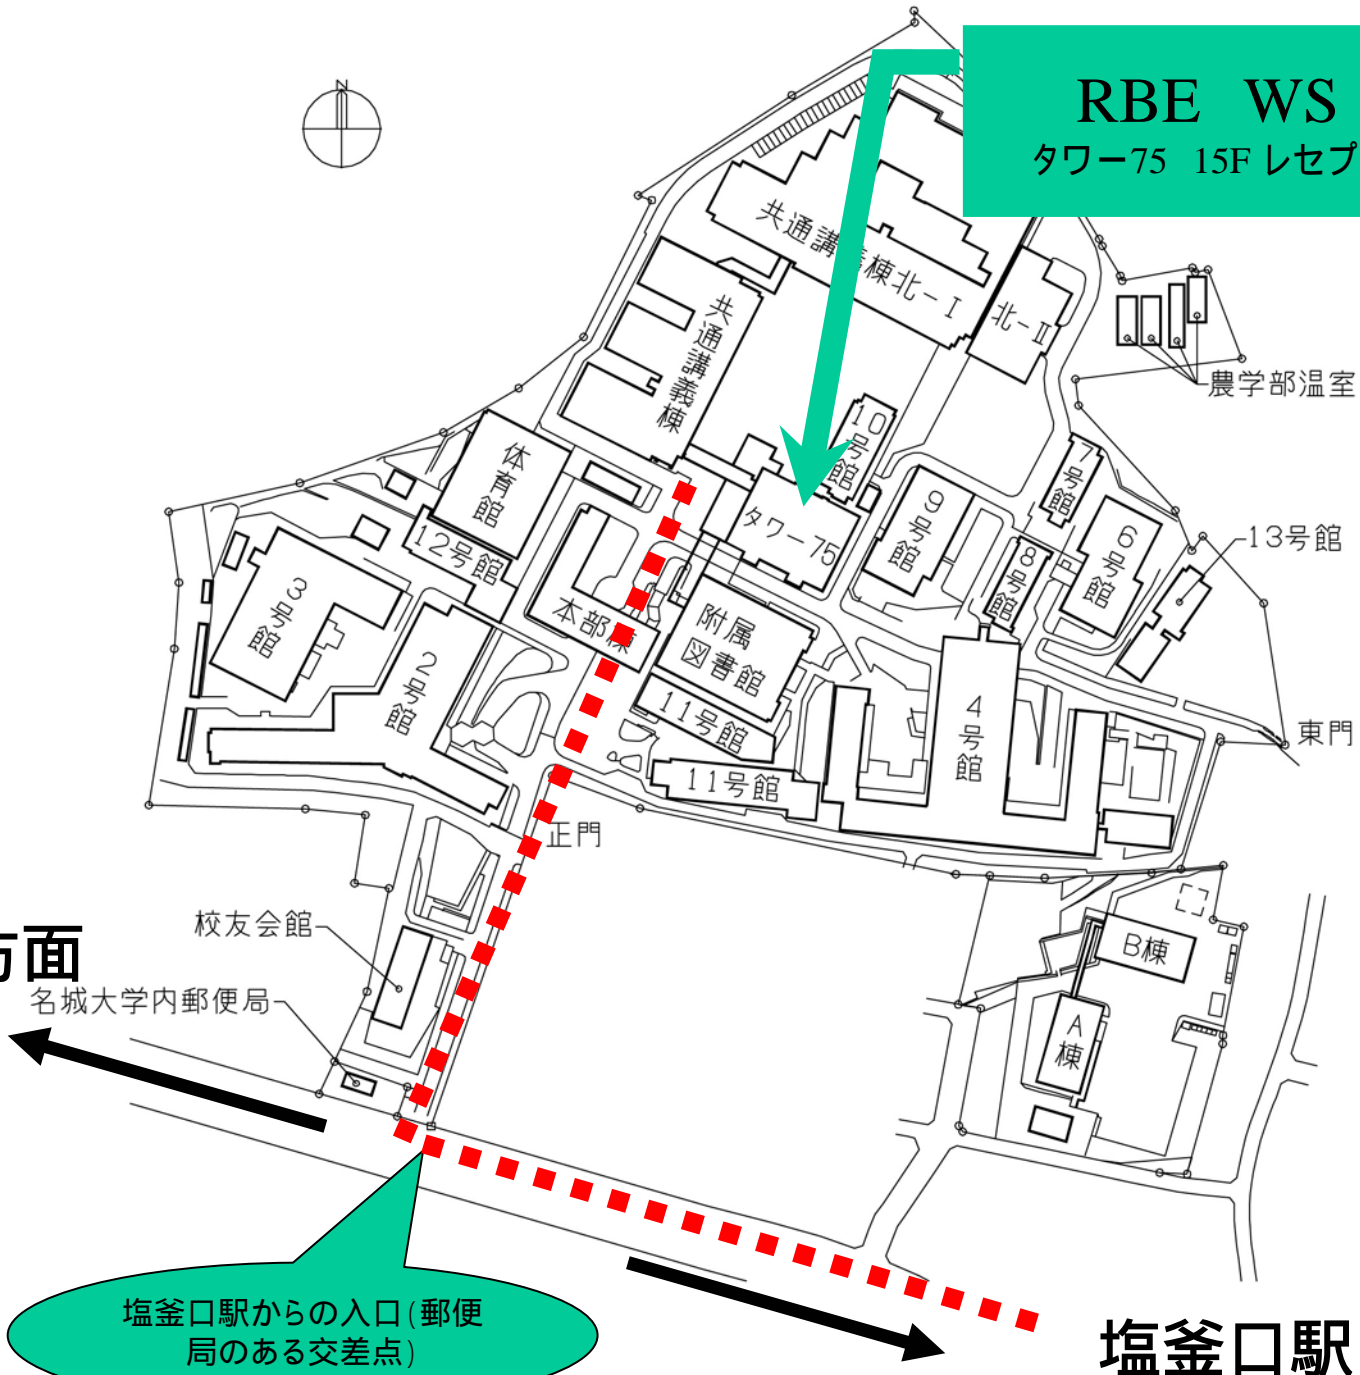 N
RBE WS
タワー75 15F レセプ
共通講義棟北-Ⅰ
北-Ⅱ
共通講義棟
農学部温室
10号館
体育館
7号館
タワー75
9号館
6号館
13号館
12号館
8号館
3号館
本部棟
附属
図書館
2号館
11号館
4号館
東門
11号館
正門
校友会館
B棟
方面
名城大学内郵便局
A棟
塩釜口駅からの入口(郵便
局のある交差点)
塩釜口駅